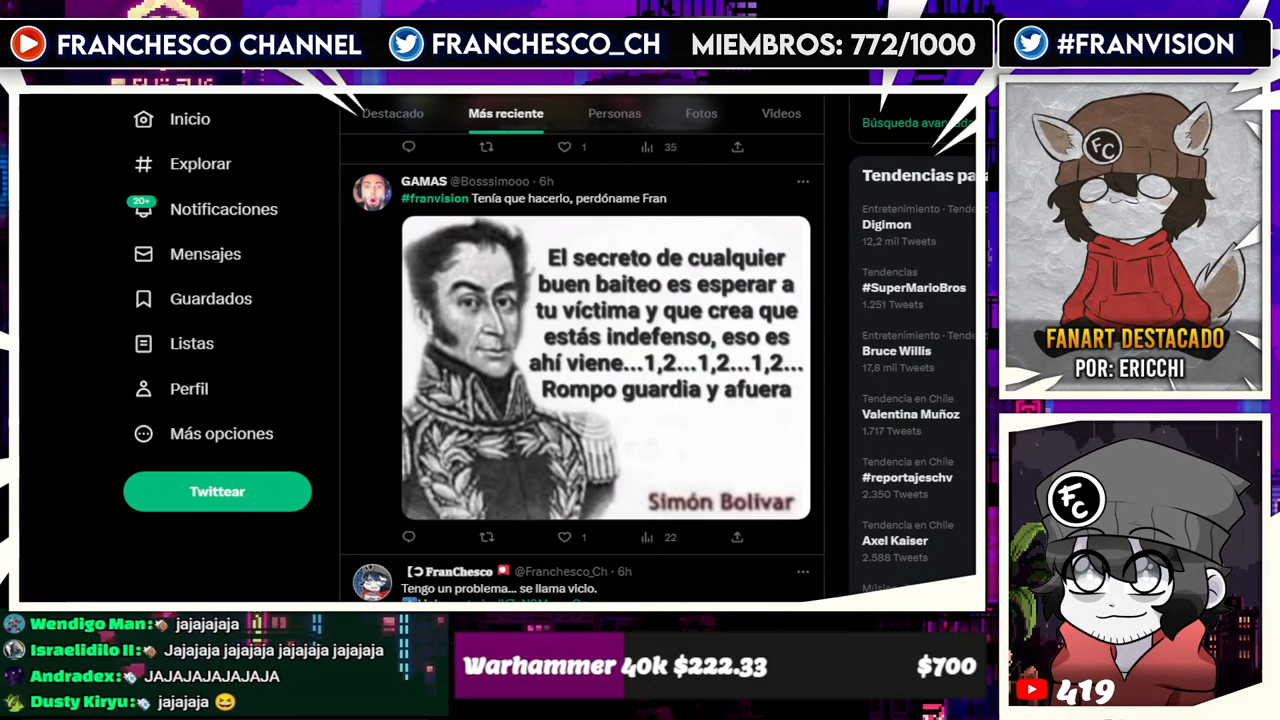 FRANCHESCO CHANNEL
FRANCHESCO_CH
MIEMBROS: 772/1000
#FRANVISION
Inicio
Explorar
20+
Notificaciones
Mensajes
Guardados
Listas
Perfil
Más opciones
Twittear
Destacado
Más reciente
Personas
Fotos
Videos
1
35
GAMAS @Bosssimooo · 6h
#franvision Tenía que hacerlo, perdóname Fran
El secreto de cualquier
buen baiteo es esperar a
tu víctima y que crea que
estás indefenso, eso es
ahí viene...1,2...1,2...1,2...
Rompo guardia y afuera
Simón Bolivar
1
22
FranChesco @Franchesco_Ch · 6h
Tengo un problema... se llama vicio.
Búsqueda
Tendencias
Entretenimiento ·
Digimon
12,2 mil Tweets
Tendencias
#SuperMarioBros
1.251 Tweets
Entretenimiento ·
Bruce Willis
17,8 mil Tweets
Tendencia en Chile
Valentina Muñoz
1.717 Tweets
Tendencia en Chile
#reportajeschv
2.350 Tweets
Tendencia en Chile
Axel Kaiser
2.588 Tweets
FC
FANART DESTACADO
POR: ERICCHI
FC
419
Wendigo Man: jajajajaja
Israelidilo II: Jajajajaja jajajaja jajajaja jajajaja
Andradex: JAJAJAJAJAJAJA
Dusty Kiryu: jajajaja
Warhammer 40k $222.33
$700